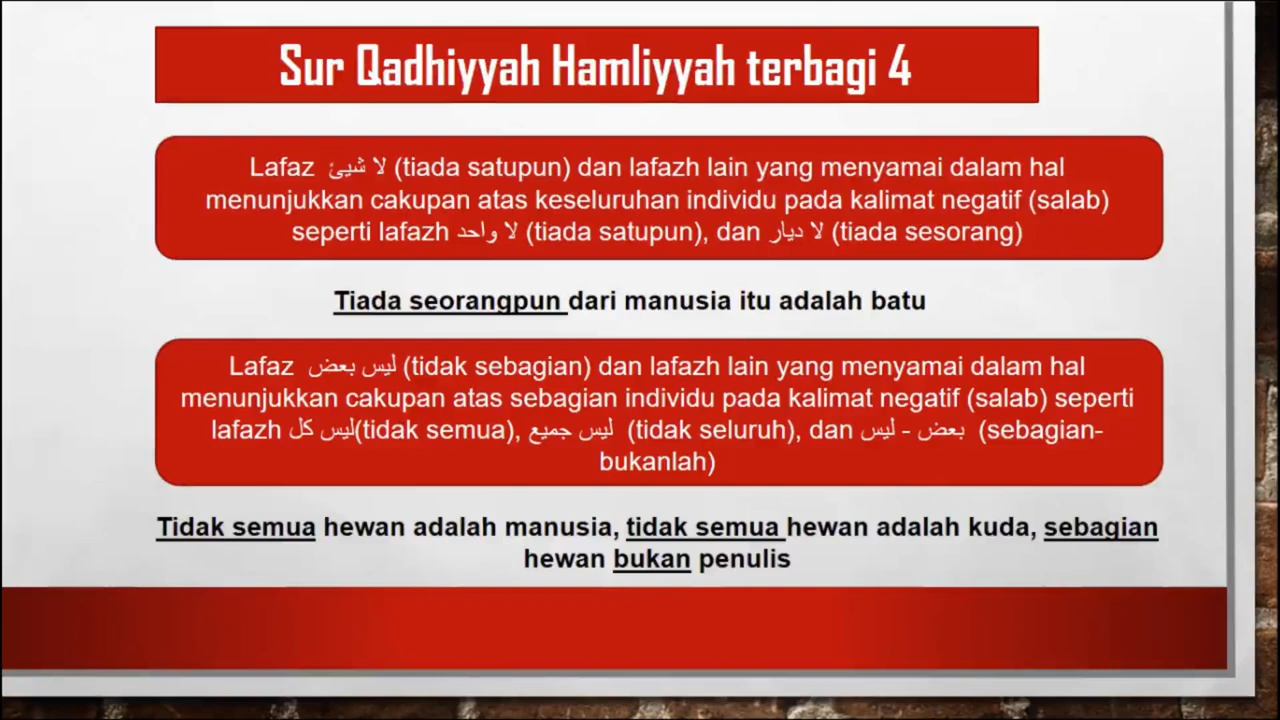 Sur Qadhiyyah Hamliyyah terbagi 4
Lafaz لا شيئ (tiada satupun) dan lafazh lain yang menyamai dalam hal
menunjukkan cakupan atas keseluruhan individu pada kalimat negatif (salab)
seperti lafazh لا واحد (tiada satupun), dan لا ديار (tiada sesorang)
Tiada seorangpun dari manusia itu adalah batu
Lafaz ليس بعض (tidak sebagian) dan lafazh lain yang menyamai dalam hal
menunjukkan cakupan atas sebagian individu pada kalimat negatif (salab) seperti
lafazh ليس كل(tidak semua), ليس جميع (tidak seluruh), dan بعض - ليس (sebagian-
bukanlah)
Tidak semua hewan adalah manusia, tidak semua hewan adalah kuda, sebagian
hewan bukan penulis